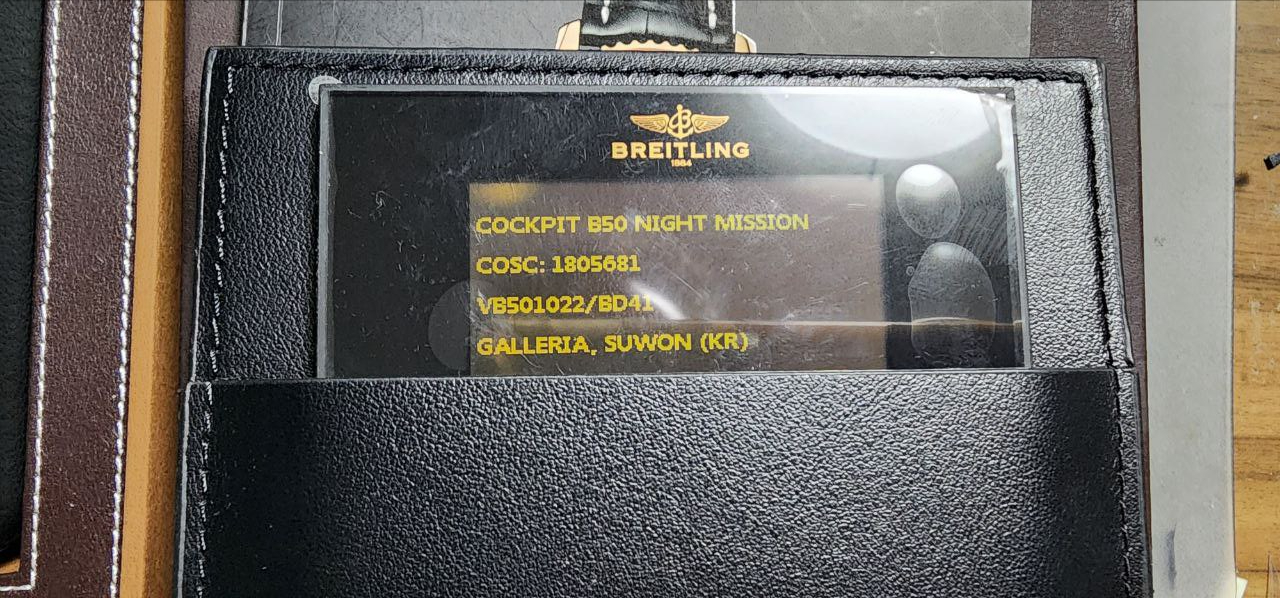 BREITLING
1884
COCKPIT B50 NIGHT MISSION
COSC: 1805681
VB501022/BD41
GALLERIA, SUWON (KR)